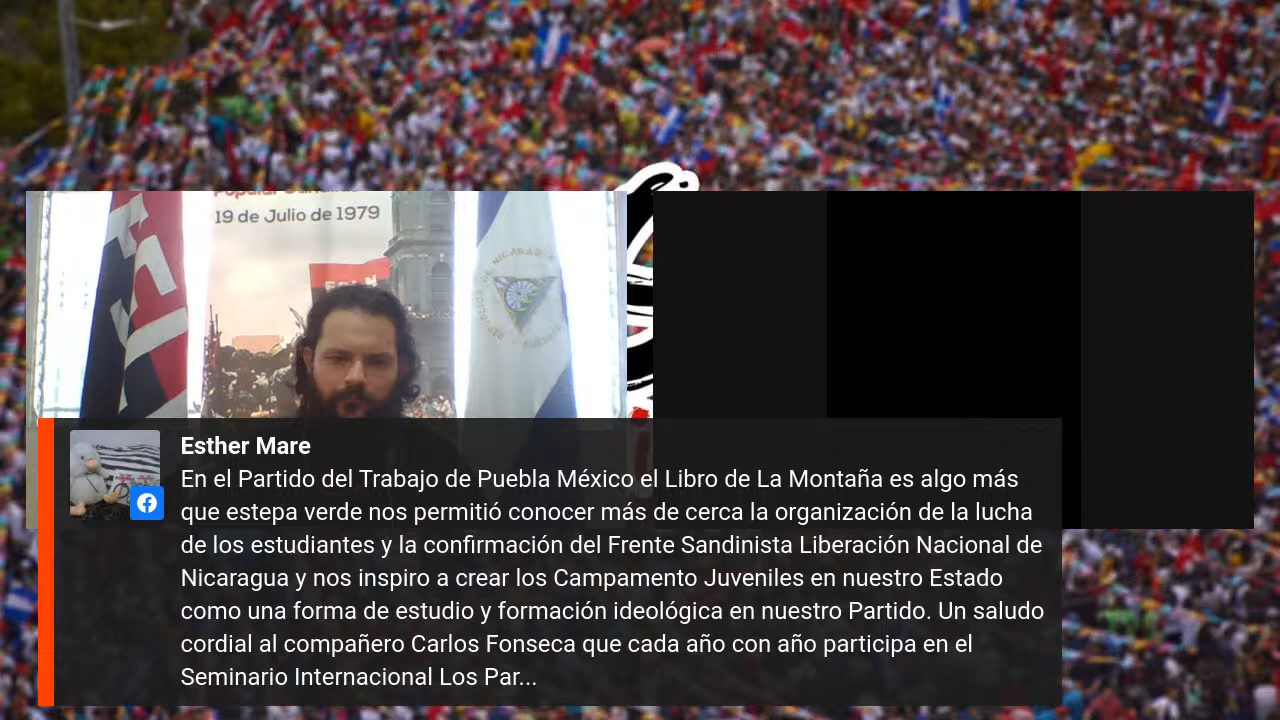 19 de Julio de 1979
DE NICARAGUA
Esther Mare
En el Partido del Trabajo de Puebla México el Libro de La Montaña es algo más
que estepa verde nos permitió conocer más de cerca la organización de la lucha
de los estudiantes y la confirmación del Frente Sandinista Liberación Nacional de
Nicaragua y nos inspiro a crear los Campamento Juveniles en nuestro Estado
como una forma de estudio y formación ideológica en nuestro Partido. Un saludo
cordial al compañero Carlos Fonseca que cada año con año participa en el
Seminario Internacional Los Par...